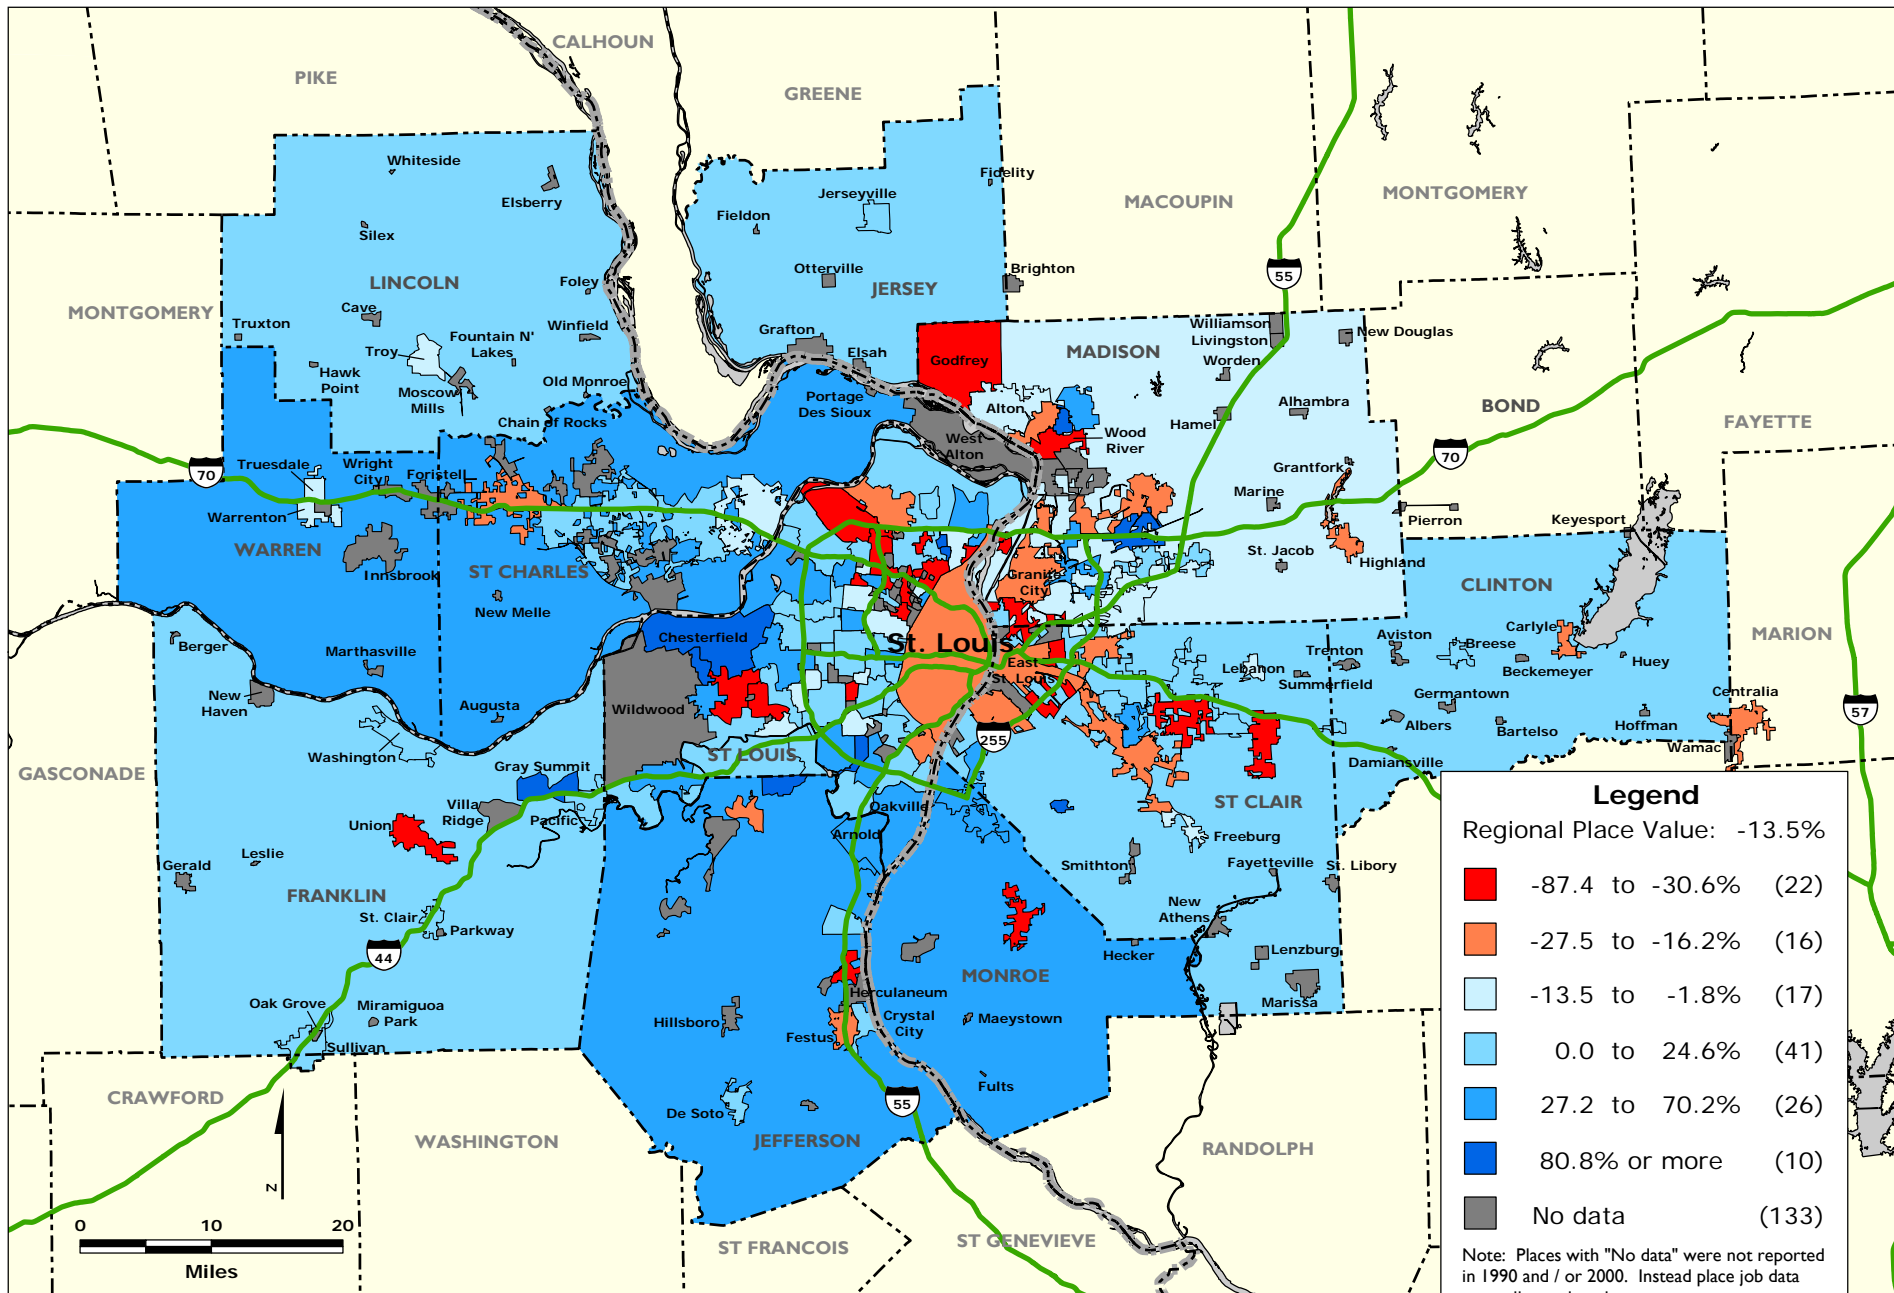 CALHOUN
PIKE
GREENE
MACOUPIN
MONTGOMERY
Whiteside
Elsberry
Silex
LINCOLN
Foley
MONTGOMERY
Cave
Truxton
Fountain N'
Lakes
Winfield
Troy
Hawk
Point
Moscow
Mills
Old Monroe
Chain of Rocks
Fieldon
Jerseyville
Fidelity
Otterville
JERSEY
Brighton
Grafton
Elsah
Godfrey
Portage
Des Sioux
MADISON
Williamson
Livingston
Worden
New Douglas
Alton
Alhambra
Hamel
BOND
FAYETTE
West
Alton
Wood
River
Grantfork
Marine
Pierron
Keyesport
St. Jacob
Highland
CLINTON
70
55
70
Truesdale
Wright
City
Foristell
Warrenton
WARREN
Innsbrook
ST CHARLES
New Melle
Granite
City
Chesterfield
St. Louis
East
St. Louis
Berger
Marthasville
New
Haven
Augusta
Wildwood
Washington
GASCONADE
Gray Summit
ST LOUIS
Villa
Ridge
Pacific
Union
Oakville
Arnold
255
Lebanon
Trenton
Summerfield
Aviston
Breese
Carlyle
Beckemeyer
Huey
Germantown
Albers
Bartelso
Hoffman
Centralia
Wamac
MARION
57
Damiansville
ST CLAIR
Freeburg
Smithton
Fayetteville
St. Libory
New
Athens
Lenzburg
Hecker
Marissa
Gerald
Leslie
FRANKLIN
St. Clair
Parkway
44
Oak Grove
Miramiguoa
Park
Sullivan
MONROE
Herculaneum
Crystal
City
Festus
Hillsboro
Maeystown
Fults
De Soto
JEFFERSON
55
CRAWFORD
WASHINGTON
ST FRANCOIS
ST GENEVIEVE
RANDOLPH
N
0 10 20
Miles
Legend
Regional Place Value: -13.5%
-87.4 to -30.6% (22)
-27.5 to -16.2% (16)
-13.5 to -1.8% (17)
0.0 to 24.6% (41)
27.2 to 70.2% (26)
80.8% or more (10)
No data (133)
Note: Places with "No data" were not reported
in 1990 and / or 2000. Instead place job data